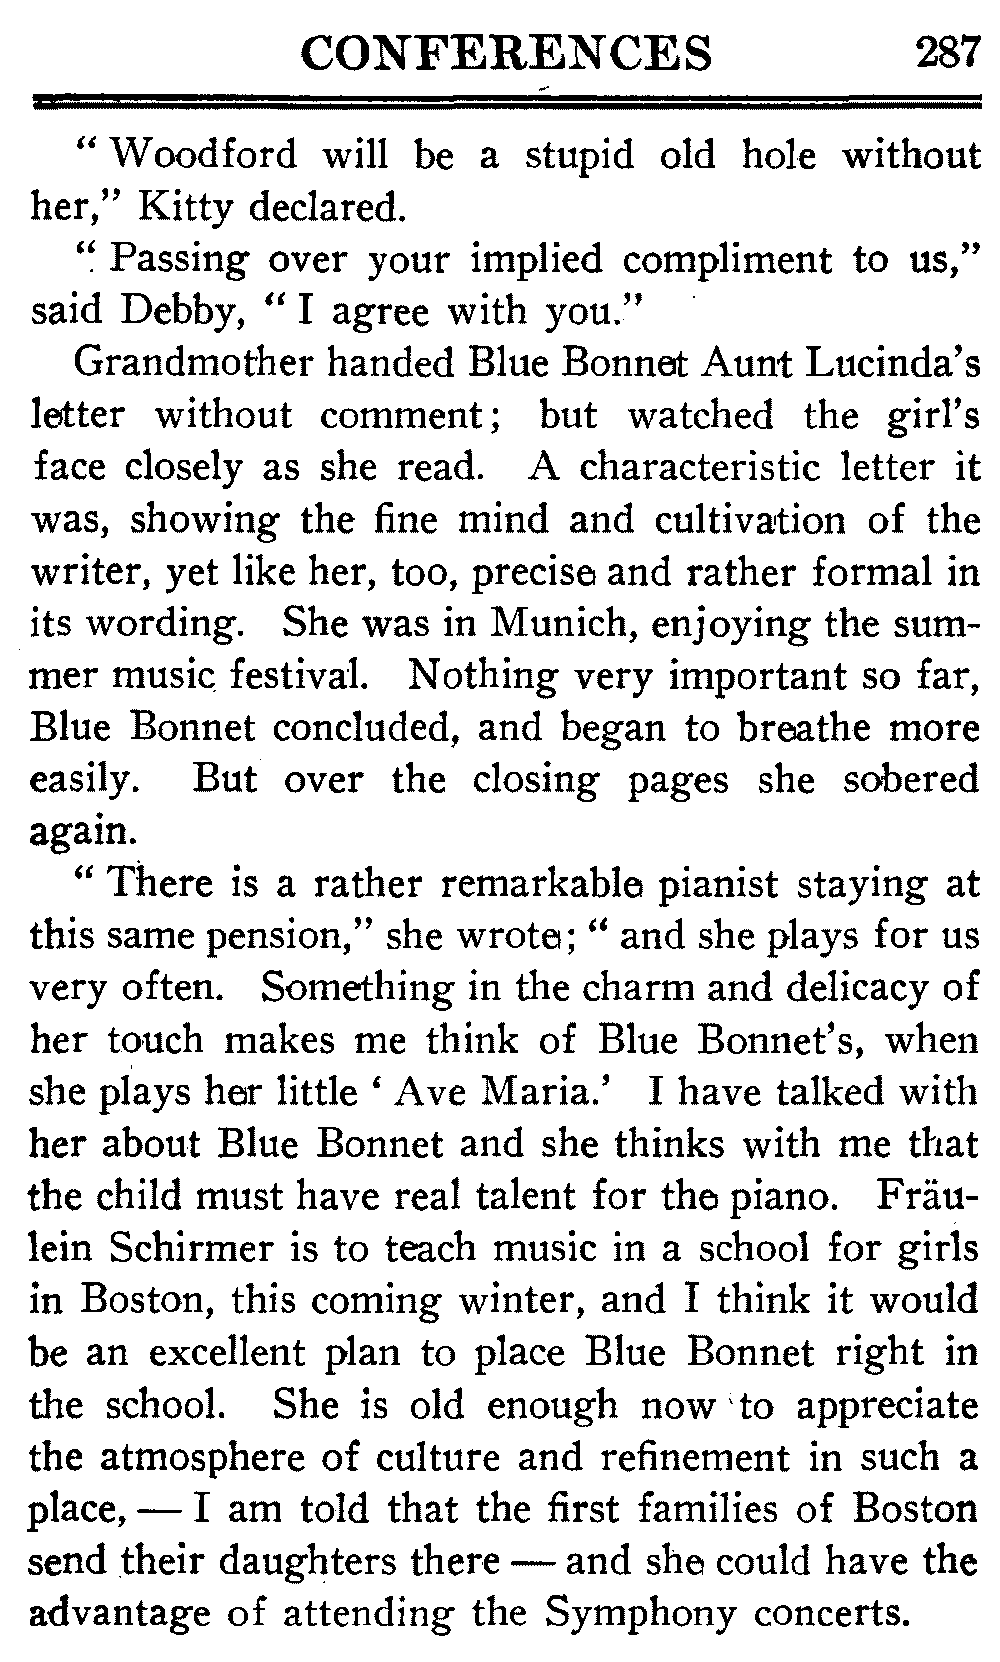 CONFERENCES 287
“ Woodford will be a stupid old hole without
her,” Kitty declared.
“ Passing over your implied compliment to us,”
said Debby, “ I agree with you.”
Grandmother handed Blue Bonnet Aunt Lucinda’s
letter without comment; but watched the girl’s
face closely as she read. A characteristic letter it
was, showing the fine mind and cultivation of the
writer, yet like her, too, precise and rather formal in
its wording. She was in Munich, enjoying the sum-
mer music festival. Nothing very important so far,
Blue Bonnet concluded, and began to breathe more
easily. But over the closing pages she sobered
again.
“ There is a rather remarkable pianist staying at
this same pension,” she wrote; “ and she plays for us
very often. Something in the charm and delicacy of
her touch makes me think of Blue Bonnet’s, when
she plays her little ‘ Ave Maria.’ I have talked with
her about Blue Bonnet and she thinks with me that
the child must have real talent for the piano. Fräu-
lein Schirmer is to teach music in a school for girls
in Boston, this coming winter, and I think it would
be an excellent plan to place Blue Bonnet right in
the school. She is old enough now to appreciate
the atmosphere of culture and refinement in such a
place, — I am told that the first families of Boston
send their daughters there — and she could have the
advantage of attending the Symphony concerts.